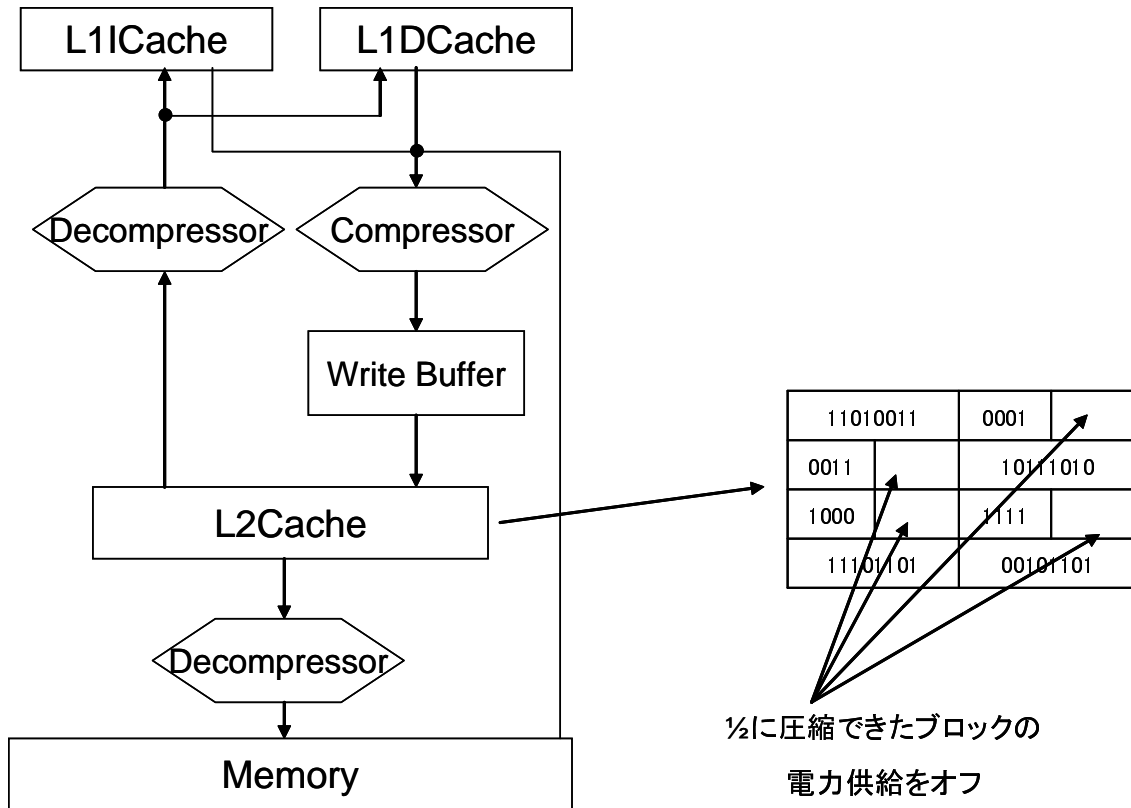 L1ICache
L1DCache
Decompressor
Compressor
Write Buffer
L2Cache
Decompressor
Memory
11010011 0001
0011 10111010
1000 1111
11101101 00101101
½に圧縮できたブロックの
電力供給をオフ